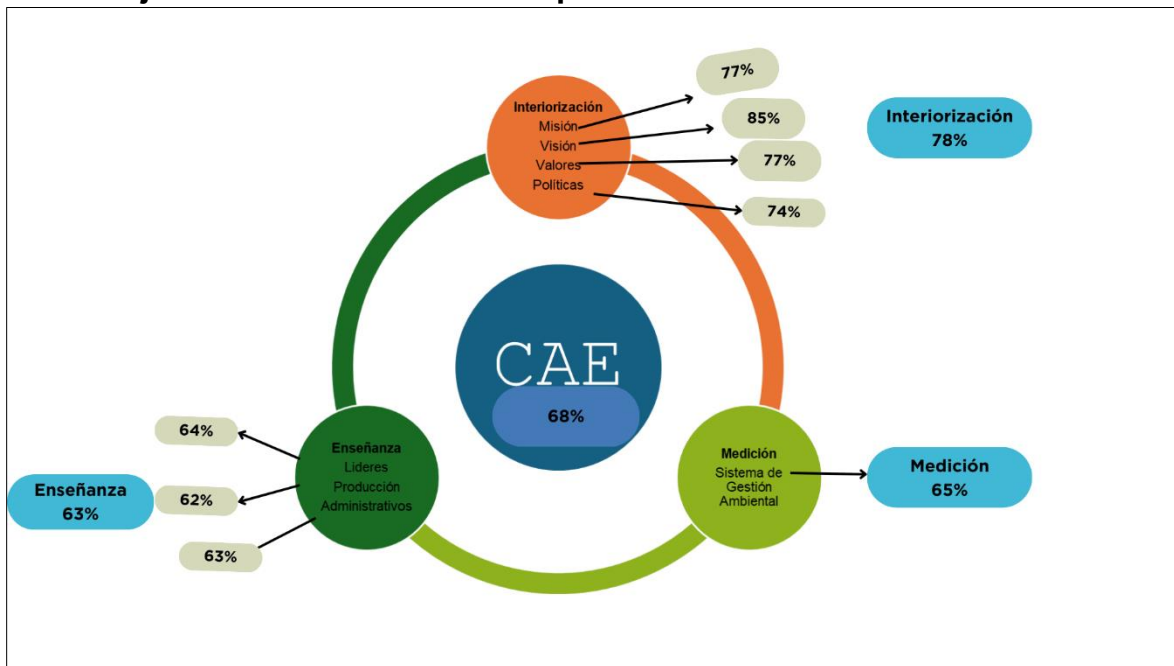 77%
Interiorización
Misión
Visión
Valores
Políticas
85%
77%
74%
Interiorización
78%
CAE
68%
64%
62%
63%
Enseñanza
63%
Enseñanza
Líderes
Producción
Administrativos
Medición
Sistema de
Gestión
Ambiental
Medición
65%